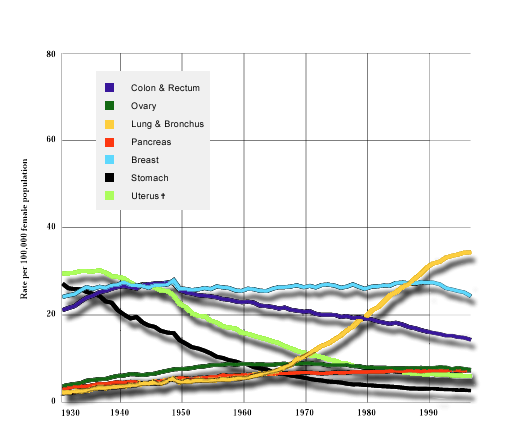 80
Colon & Rectum
Ovary
Lung & Bronchus
Pancreas
Breast
Stomach
Uterus✝
60
40
20
0
Rate per 100,000 female population
1930 1940 1950 1960 1970 1980 1990